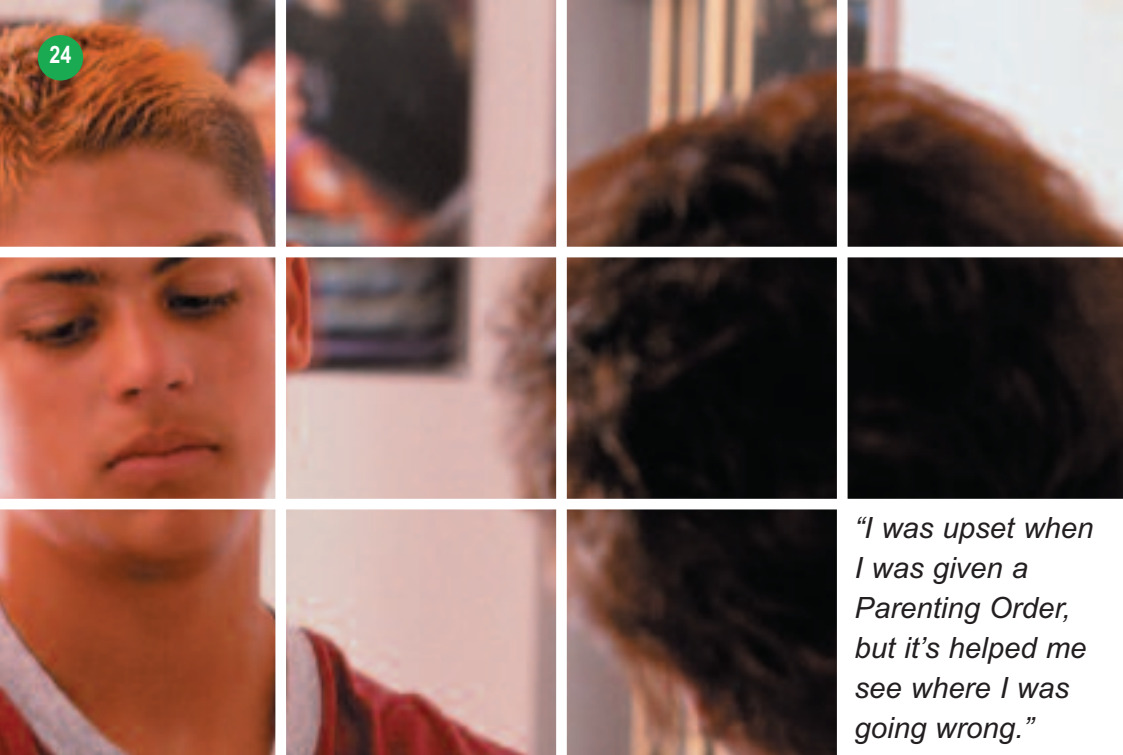 24
“I was upset when
I was given a
Parenting Order,
but it’s helped me
see where I was
going wrong.”